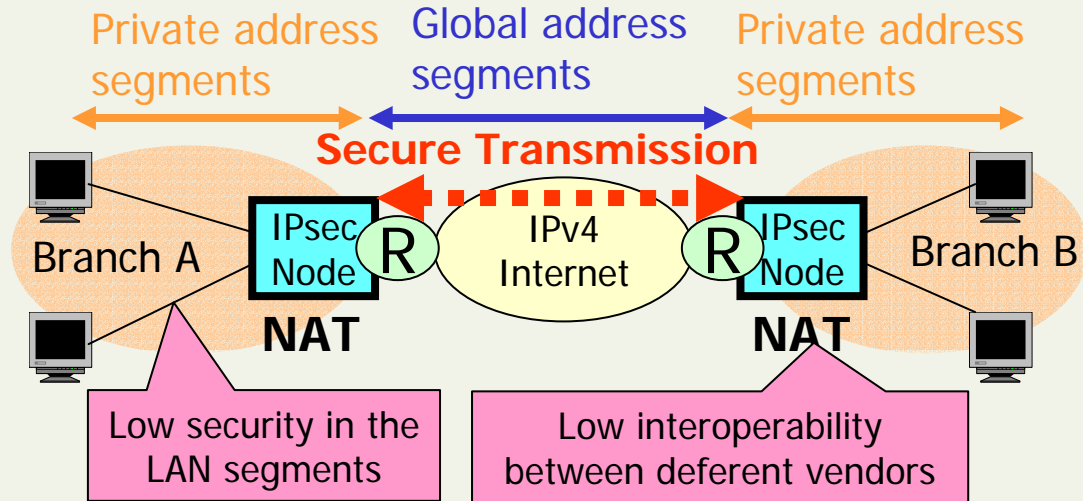 Private address
segments
Global address
segments
Private address
segments
Secure Transmission
Branch A
IPsec
Node
R
IPv4
Internet
R
IPsec
Node
Branch B
NAT
NAT
Low security in the
LAN segments
Low interoperability
between deferent vendors